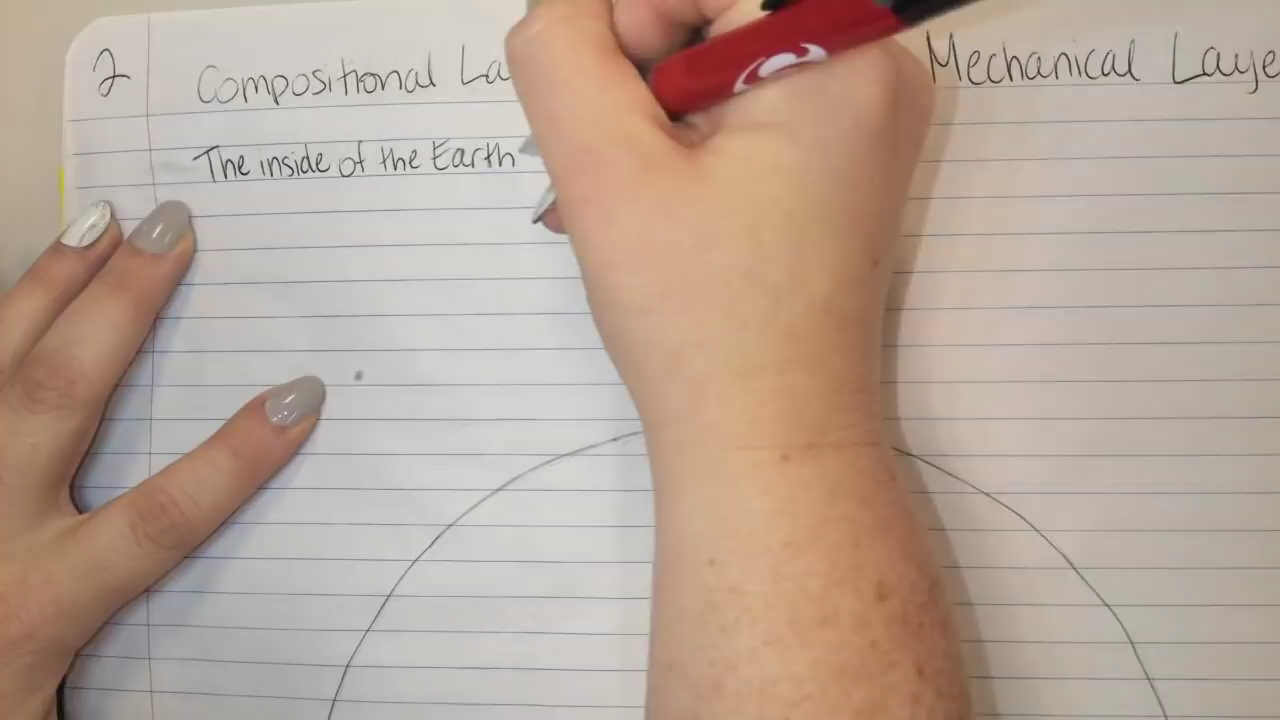 2 Compositional La Mechanical Laye
The inside of the Earth